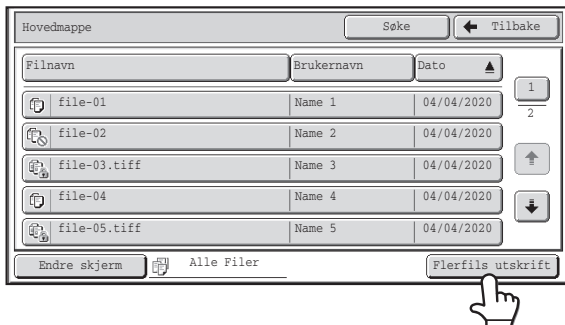 Hovedmappe Søke Tilbake
Filnavn Brukernavn Dato
file-01 Name 1 04/04/2020 1
file-02 Name 2 04/04/2020 2
file-03.tiff Name 3 04/04/2020
file-04 Name 4 04/04/2020
file-05.tiff Name 5 04/04/2020
Endre skjerm Alle Filer Flerfils utskrift